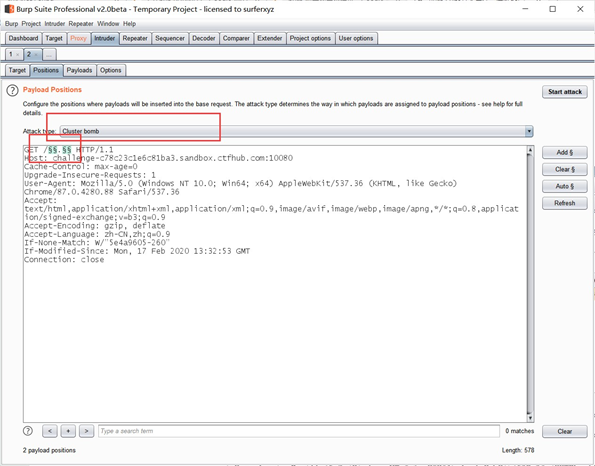 Burp Suite Professional v2.0beta - Temporary Project - licensed to surferxyz
Burp Project Intruder Repeater Window Help
Dashboard Target Proxy Intruder Repeater Sequencer Decoder Comparer Extender Project options User options
1 × 2 × ...
Target Positions Payloads Options
? Payload Positions Start attack
Configure the positions where payloads will be inserted into the base request. The attack type determines the way in which payloads are assigned to payload positions - see help for full
details.
Attack type: Cluster bomb
GET /§§.§§ HTTP/1.1 Add §
Host: challenge-c78c23c1e6c81ba3.sandbox.ctfhub.com:10080
Cache-Control: max-age=0 Clear §
Upgrade-Insecure-Requests: 1
User-Agent: Mozilla/5.0 (Windows NT 10.0; Win64; x64) AppleWebKit/537.36 (KHTML, like Gecko) Auto §
Chrome/87.0.4280.88 Safari/537.36
Accept: Refresh
text/html,application/xhtml+xml,application/xml;q=0.9,image/avif,image/webp,image/apng,*/*;q=0.8,applicat
ion/signed-exchange;v=b3;q=0.9
Accept-Encoding: gzip, deflate
Accept-Language: zh-CN,zh;q=0.9
If-None-Match: W/"5e4a9605-260"
If-Modified-Since: Mon, 17 Feb 2020 13:32:53 GMT
Connection: close
? < + > Type a search term 0 matches Clear
2 payload positions Length: 578